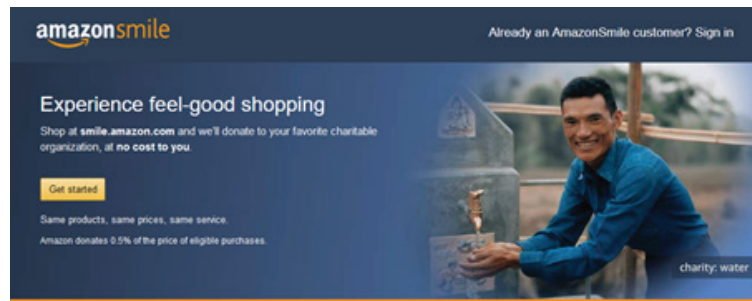 amazonsmile
Already an AmazonSmile customer? Sign in
Experience feel-good shopping
Shop at smile.amazon.com and we'll donate to your favorite charitable
organization, at no cost to you.
Get started
Same products, same prices, same service.
Amazon donates 0.5% of the price of eligible purchases.
charity: water